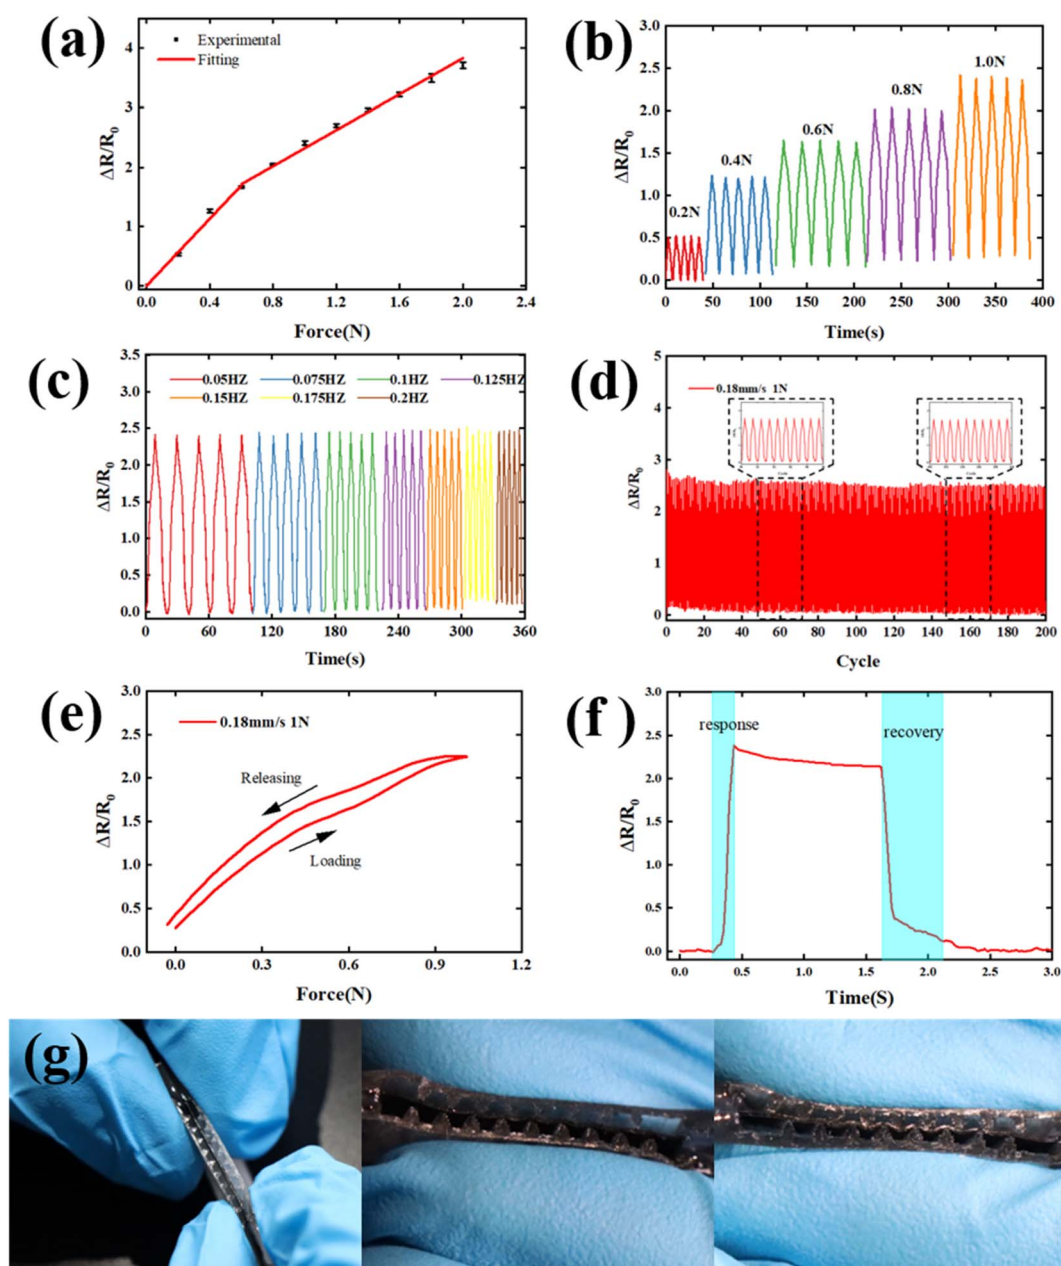 (a)
Experimental
Fitting
ΔR/R0
4
3
2
1
0
0.0 0.4 0.8 1.2 1.6 2.0 2.4
Force(N)
(b)
ΔR/R0
3.0
2.5
2.0
1.5
1.0
0.5
0.0
0.2N
0.4N
0.6N
0.8N
1.0N
0 50 100 150 200 250 300 350 400
Time(s)
(c)
ΔR/R0
3.5
3.0
2.5
2.0
1.5
1.0
0.5
0.0
0.05HZ 0.075HZ 0.1HZ 0.125HZ
0.15HZ 0.175HZ 0.2HZ
0 60 120 180 240 300 360
Time(s)
(d)
ΔR/R0
5
4
3
2
1
0
0.18mm/s 1N
Cycle
Cycle
0 20 40 60 80 100 120 140 160 180 200
Cycle
(e)
ΔR/R0
3.0
2.5
2.0
1.5
1.0
0.5
0.0
0.18mm/s 1N
Releasing
Loading
0.0 0.3 0.6 0.9 1.2
Force(N)
(f)
ΔR/R0
3.0
2.5
2.0
1.5
1.0
0.5
0.0
response
recovery
0.0 0.5 1.0 1.5 2.0 2.5 3.0
Time(S)
(g)